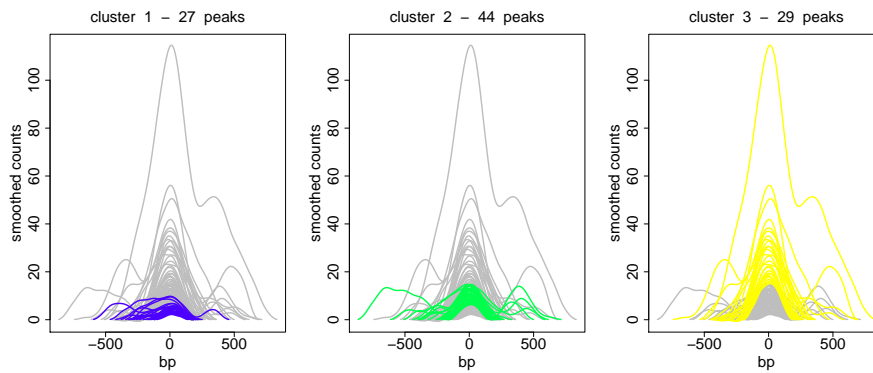 cluster 1 − 27 peaks
smoothed counts
0 20 40 60 80 100
−500 0 500
bp
cluster 2 − 44 peaks
smoothed counts
0 20 40 60 80 100
−500 0 500
bp
cluster 3 − 29 peaks
smoothed counts
0 20 40 60 80 100
−500 0 500
bp